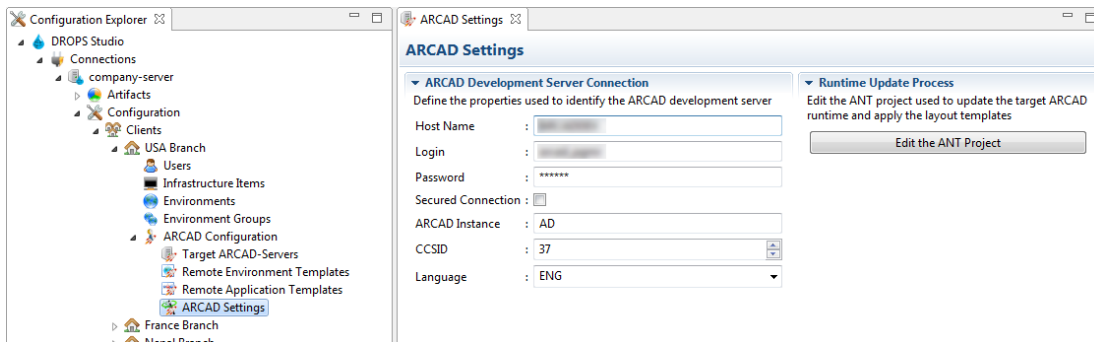 Configuration Explorer
DROPS Studio
Connections
company-server
Artifacts
Configuration
Clients
USA Branch
Users
Infrastructure Items
Environments
Environment Groups
ARCAD Configuration
Target ARCAD-Servers
Remote Environment Templates
Remote Application Templates
ARCAD Settings
France Branch
Nepal Branch
ARCAD Settings
ARCAD Settings
ARCAD Development Server Connection
Define the properties used to identify the ARCAD development server
Host Name :
Login :
Password : ******
Secured Connection :
ARCAD Instance : AD
CCSID : 37
Language : ENG
Runtime Update Process
Edit the ANT project used to update the target ARCAD
runtime and apply the layout templates
Edit the ANT Project